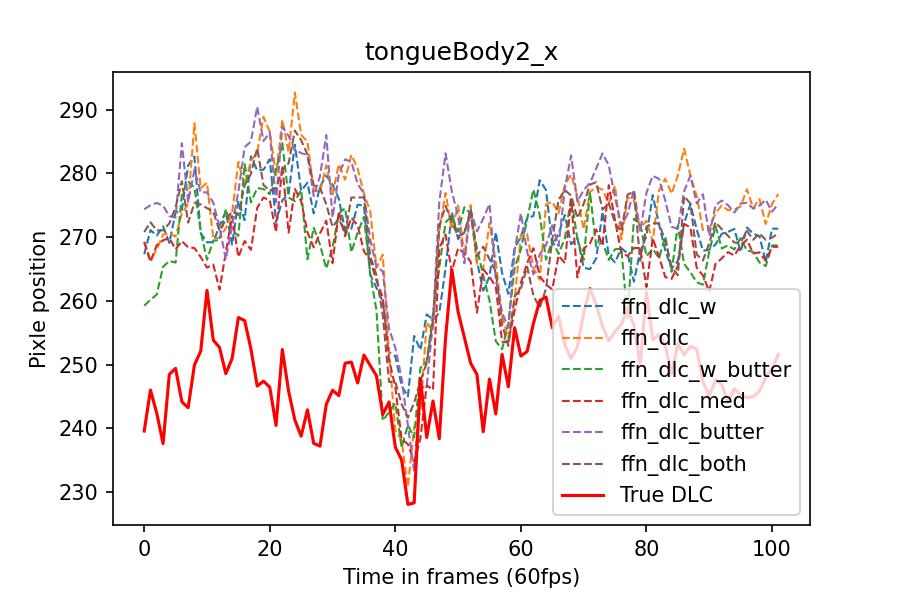 tongueBody2_x
Pixle position
290
280
270
260
250
240
230
0 20 40 60 80 100
Time in frames (60fps)
ffn_dlc_w
ffn_dlc
ffn_dlc_w_butter
ffn_dlc_med
ffn_dlc_butter
ffn_dlc_both
True DLC